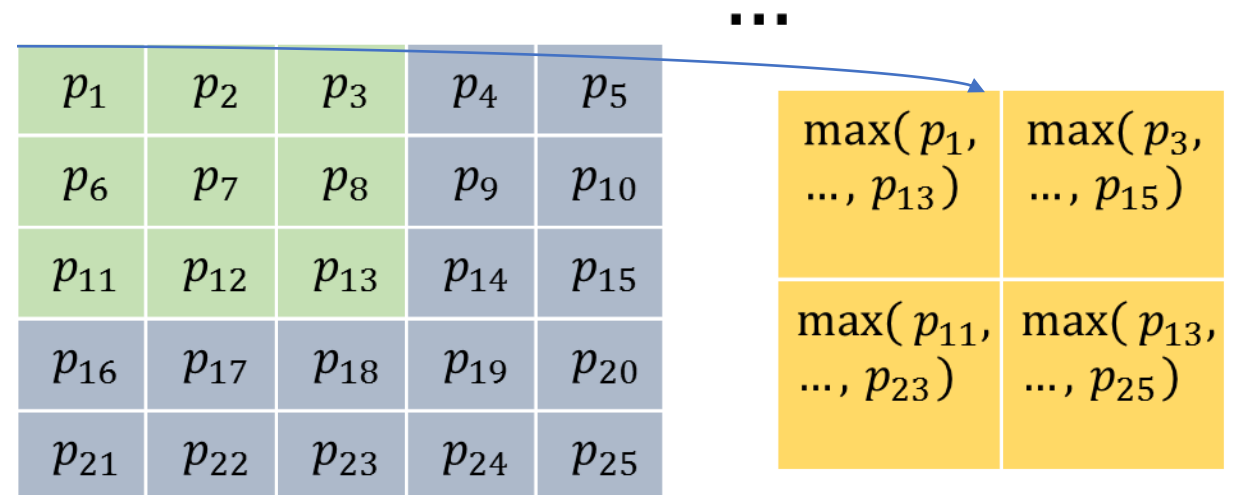 ...
p₁ p₂ p₃ p₄ p₅
p₆ p₇ p₈ p₉ p₁₀
p₁₁ p₁₂ p₁₃ p₁₄ p₁₅
p₁₆ p₁₇ p₁₈ p₁₉ p₂₀
p₂₁ p₂₂ p₂₃ p₂₄ p₂₅
max( p₁,
..., p₁₃)
max( p₃,
..., p₁₅)
max( p₁₁,
..., p₂₃)
max( p₁₃,
..., p₂₅)